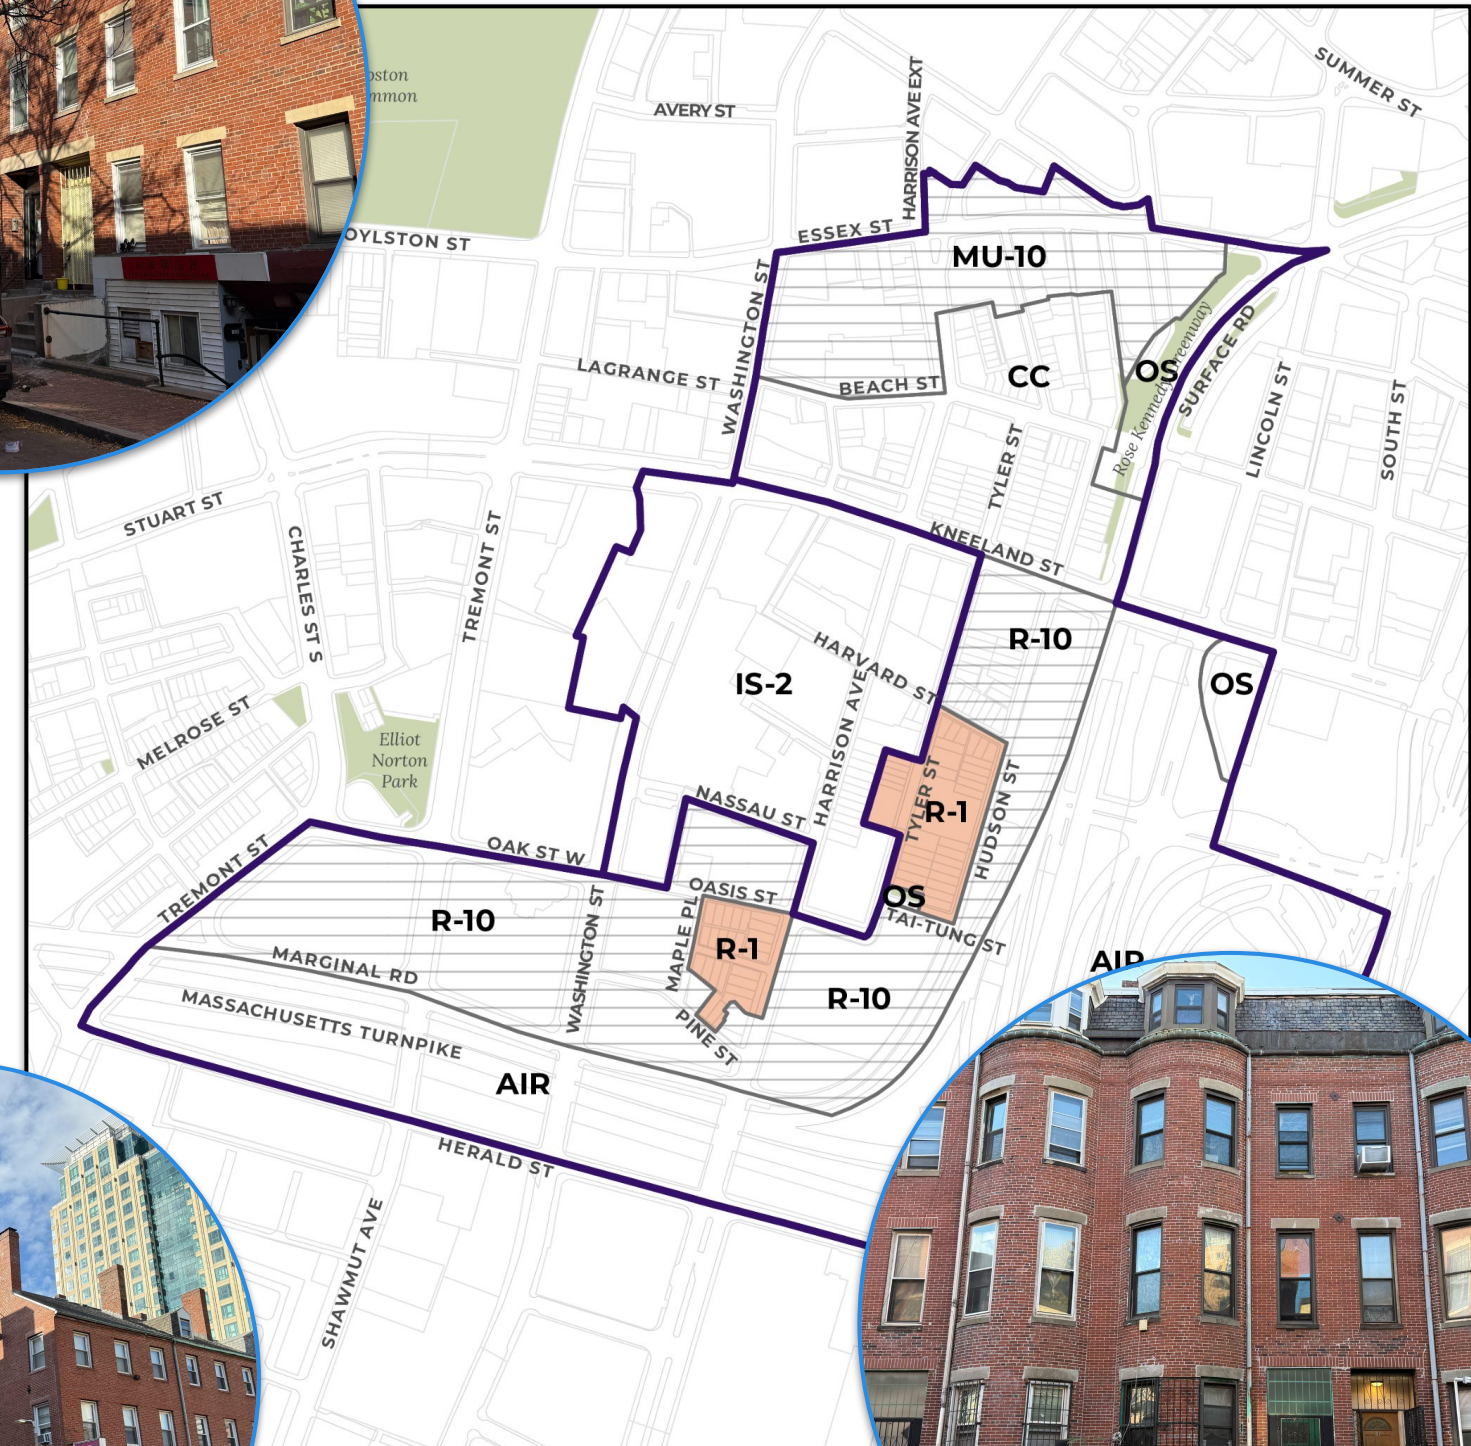 SUMMER ST
AVERY ST
HARRISON AVE EXT
ESSEX ST
OYLSTON ST
MU-10
WASHINGTON ST
LAGRANGE ST
BEACH ST
CC
OS
Rose Kennedy Greenway
SURFACE RD
LINCOLN ST
SOUTH ST
TYLER ST
STUART ST
CHARLES ST S
TREMONT ST
KNEELAND ST
R-10
HARVARD ST
IS-2
OS
MELROSE ST
Elliot
Norton
Park
HARRISON AVE
TYLER ST
R-1
HUDSON ST
NASSAU ST
OAK ST W
TREMONT ST
OASIS ST
OS
TAI-TUNG ST
R-10
WASHINGTON ST
MAPLE PL
R-1
AIR
MARGINAL RD
R-10
MASSACHUSETTS TURNPIKE
PINE ST
AIR
HERALD ST
SHAWMUT AVE